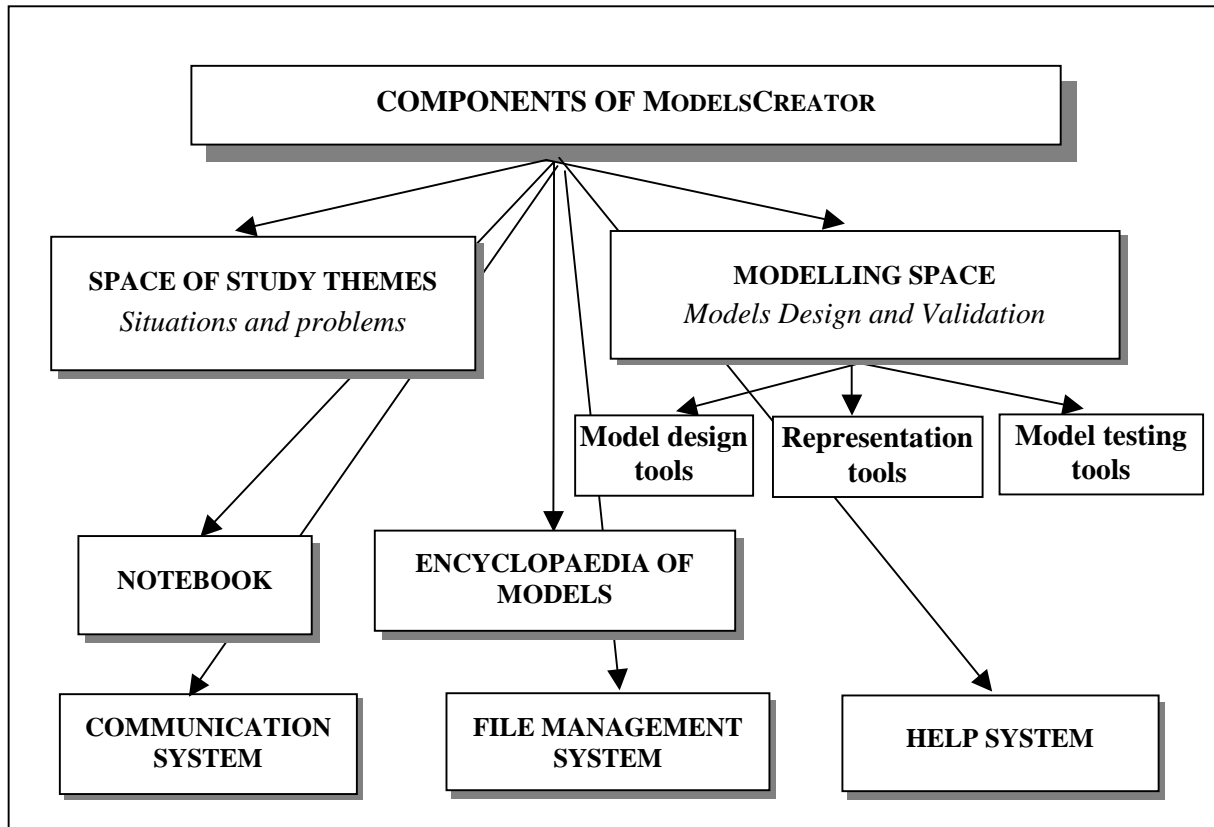 COMPONENTS OF MODELSCREATOR
SPACE OF STUDY THEMES
Situations and problems
MODELLING SPACE
Models Design and Validation
Model design
tools
Representation
tools
Model testing
tools
NOTEBOOK
ENCYCLOPAEDIA OF
MODELS
COMMUNICATION
SYSTEM
FILE MANAGEMENT
SYSTEM
HELP SYSTEM